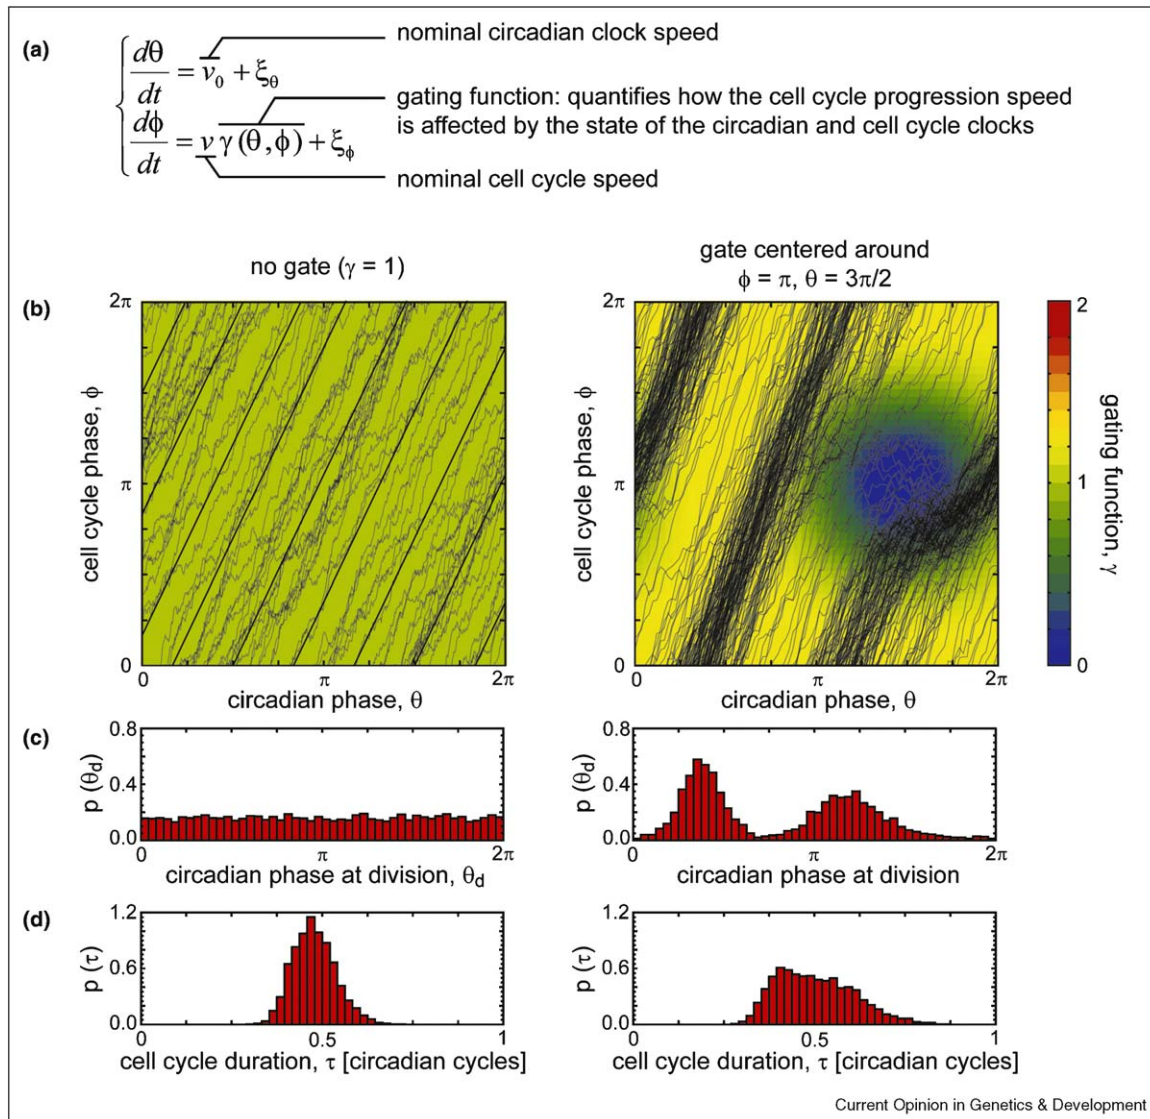 (a)
dθ/dt = v₀ + ξ_θ
dϕ/dt = v γ(θ,ϕ) + ξ_ϕ
nominal circadian clock speed
gating function: quantifies how the cell cycle progression speed
is affected by the state of the circadian and cell cycle clocks
nominal cell cycle speed
no gate (γ = 1)
gate centered around
ϕ = π, θ = 3π/2
(b)
2π
π
0
cell cycle phase, ϕ
0
π
2π
circadian phase, θ
2π
π
0
cell cycle phase, ϕ
0
π
2π
circadian phase, θ
2
1
0
gating function, γ
(c)
0.8
0.4
0.0
p (θd)
0
π
2π
circadian phase at division, θd
0.8
0.4
0.0
p (θd)
0
π
2π
circadian phase at division
(d)
1.2
0.6
0.0
p (τ)
0
0.5
1
cell cycle duration, τ [circadian cycles]
1.2
0.6
0.0
p (τ)
0
0.5
1
cell cycle duration, τ [circadian cycles]
Current Opinion in Genetics & Development